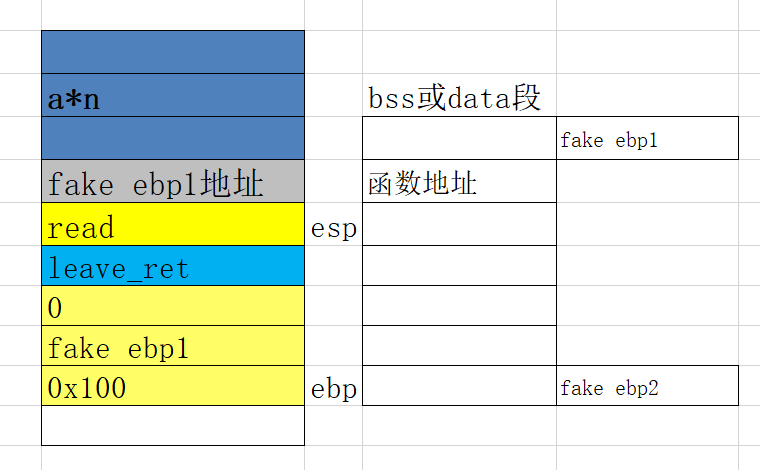 a*n
bss或data段
fake ebp1
fake ebp1地址
函数地址
read
esp
leave_ret
0
fake ebp1
0x100
ebp
fake ebp2